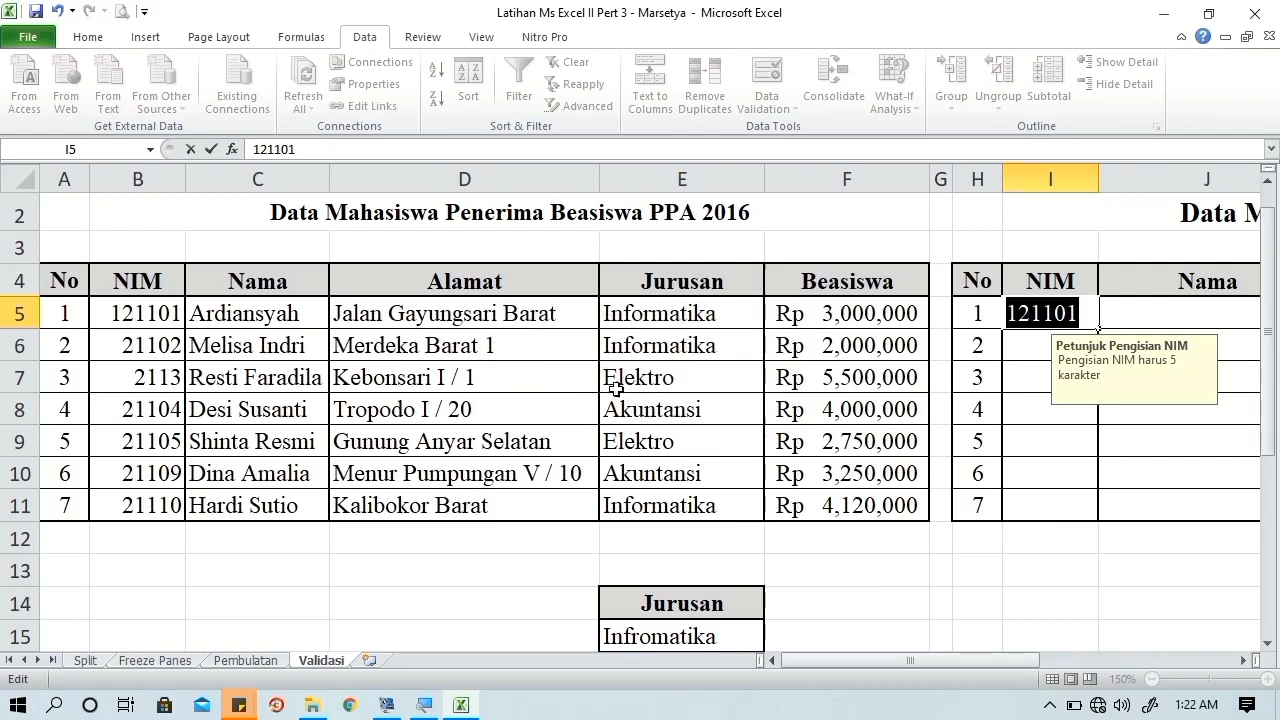 Latihan Ms Excel II Pert 3 - Marsetya - Microsoft Excel
File Home Insert Page Layout Formulas Data Review View Nitro Pro
From Access
From Web
From Text
From Other Sources
Existing Connections
Get External Data
Refresh All
Connections
Properties
Edit Links
Connections
Sort
Filter
Clear
Reapply
Advanced
Sort & Filter
Text to Columns
Remove Duplicates
Data Validation
Consolidate
What-If Analysis
Data Tools
Group
Ungroup
Subtotal
Show Detail
Hide Detail
Outline
I5 fx 121101
A B C D E F G H I J
2 Data Mahasiswa Penerima Beasiswa PPA 2016 Data M
3
4 No NIM Nama Alamat Jurusan Beasiswa No NIM Nama
5 1 121101 Ardiansyah Jalan Gayungsari Barat Informatika Rp 3,000,000 1 121101
6 2 21102 Melisa Indri Merdeka Barat 1 Informatika Rp 2,000,000 2
7 3 2113 Resti Faradila Kebonsari I / 1 Elektro Rp 5,500,000 3
8 4 21104 Desi Susanti Tropodo I / 20 Akuntansi Rp 4,000,000 4
9 5 21105 Shinta Resmi Gunung Anyar Selatan Elektro Rp 2,750,000 5
10 6 21109 Dina Amalia Menur Pumpungan V / 10 Akuntansi Rp 3,250,000 6
11 7 21110 Hardi Sutio Kalibokor Barat Informatika Rp 4,120,000 7
Petunjuk Pengisian NIM
Pengisian NIM harus 5
karakter
12
13
14 Jurusan
15 Infromatika
Split Freeze Panes Pembulatan Validasi
Edit 150%
1:22 AM